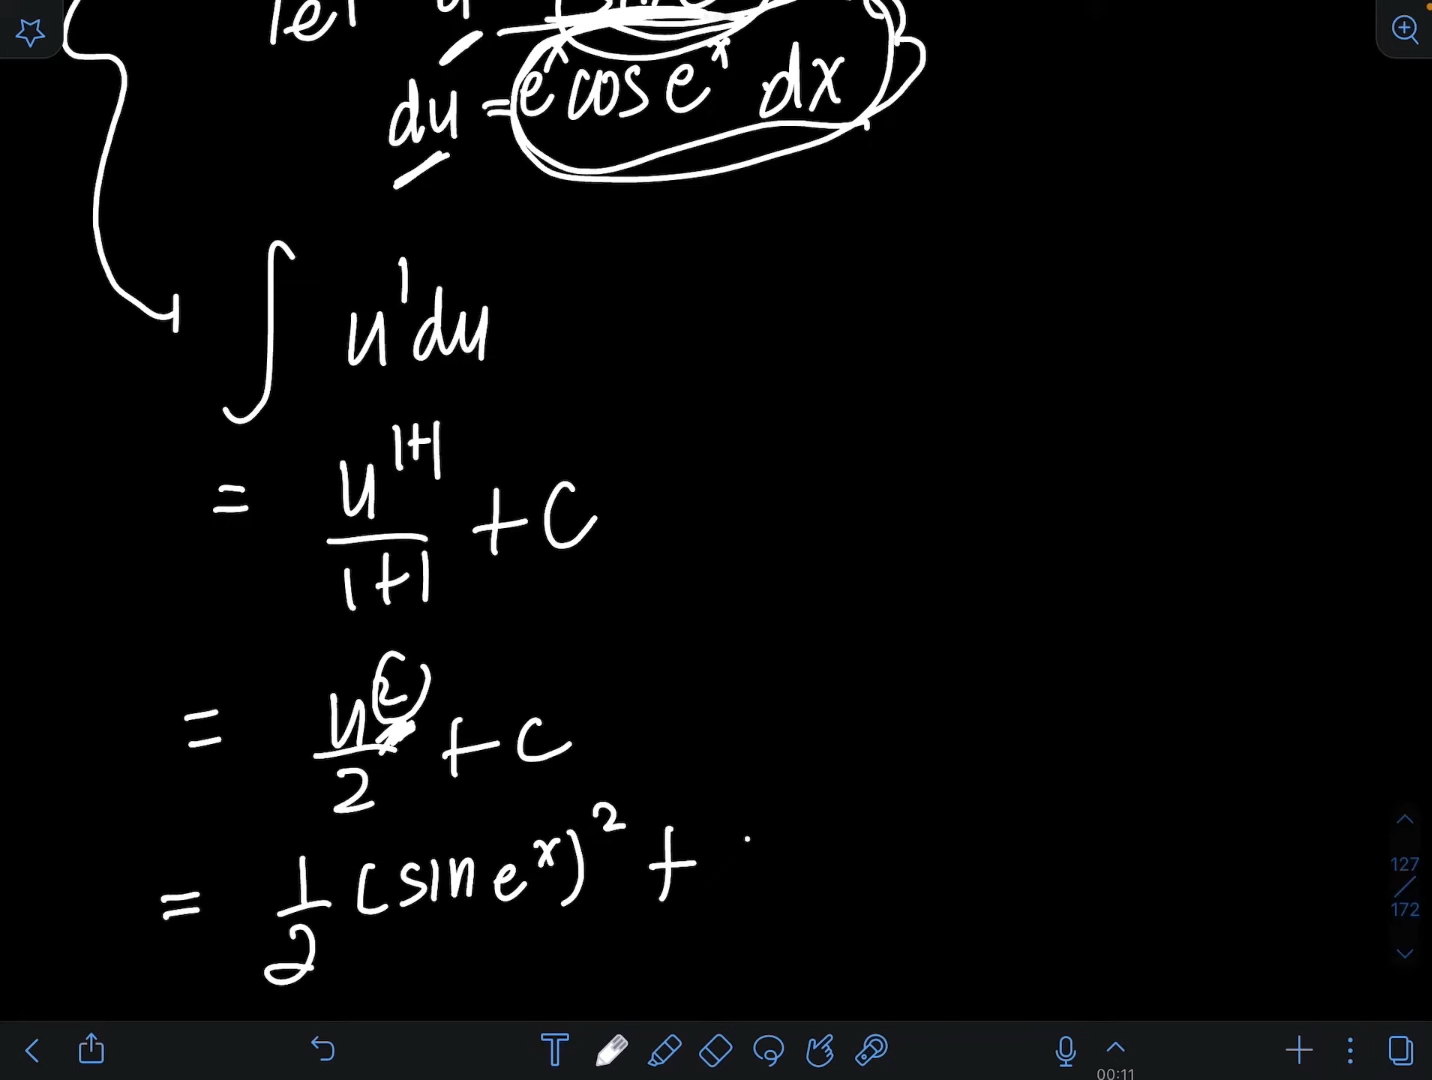 let u
du = e^x cos e^x dx
∫ u^1 du
= u^{1+1}/(1+1) + C
= u^2/2 + C
= 1/2 (sin e^x)^2 +
127
172
T
00:11